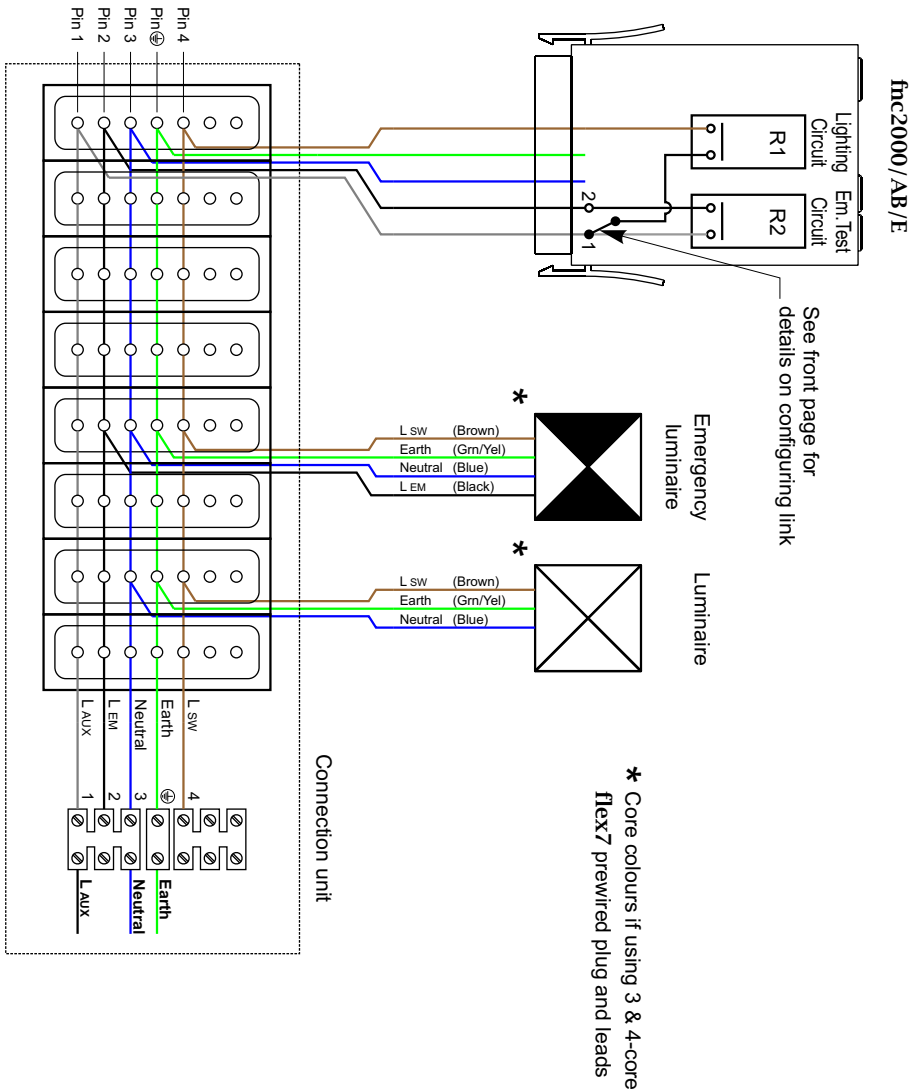 fnc2000/AB/E
Lighting
Circuit
Em.Test
Circuit
R1
R2
2
1
See front page for
details on configuring link
Pin 1
Pin 2
Pin 3
Pin ⏚
Pin 4
*
Emergency
luminaire
L SW (Brown)
Earth (Grn/Yel)
Neutral (Blue)
L EM (Black)
*
Luminaire
L SW (Brown)
Earth (Grn/Yel)
Neutral (Blue)
* Core colours if using 3 & 4-core
flex7 prewired plug and leads
Connection unit
L SW
Earth
Neutral
L EM
L AUX
4
⏚
3
2
1
Earth
Neutral
L AUX